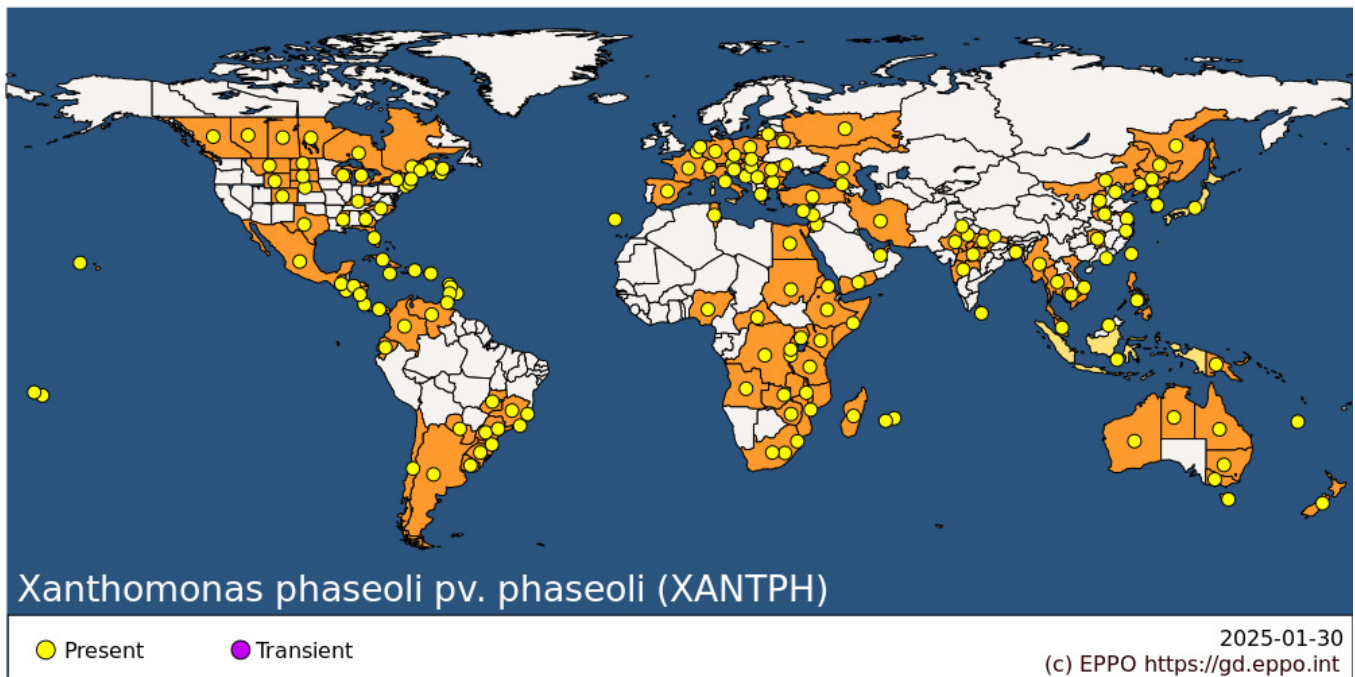 Xanthomonas phaseoli pv. phaseoli (XANTPH)
Present
Transient
2025-01-30
(c) EPPO https://gd.eppo.int